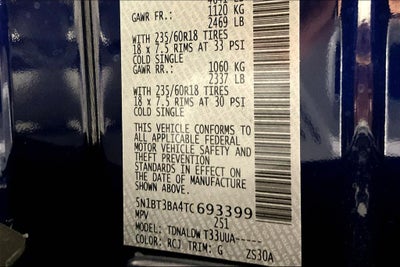 GAWR FR.:
1120 KG
2469 LB
WITH 235/60R18 TIRES
18 x 7.5 RIMS AT 33 PSI
COLD SINGLE
GAWR RR.:
1060 KG
2337 LB
WITH 235/60R18 TIRES
18 x 7.5 RIMS AT 30 PSI
COLD SINGLE
THIS VEHICLE CONFORMS TO
ALL APPLICABLE FEDERAL
MOTOR VEHICLE SAFETY AND
THEFT PREVENTION
STANDARDS IN EFFECT ON
THE DATE OF MANUFACTURE
SHOWN ABOVE.
5N1BT3BA4TC693399
MPV 251
MODEL: TDNALDW T33UUA-----
COLOR: RCJ TRIM: G ZS30A